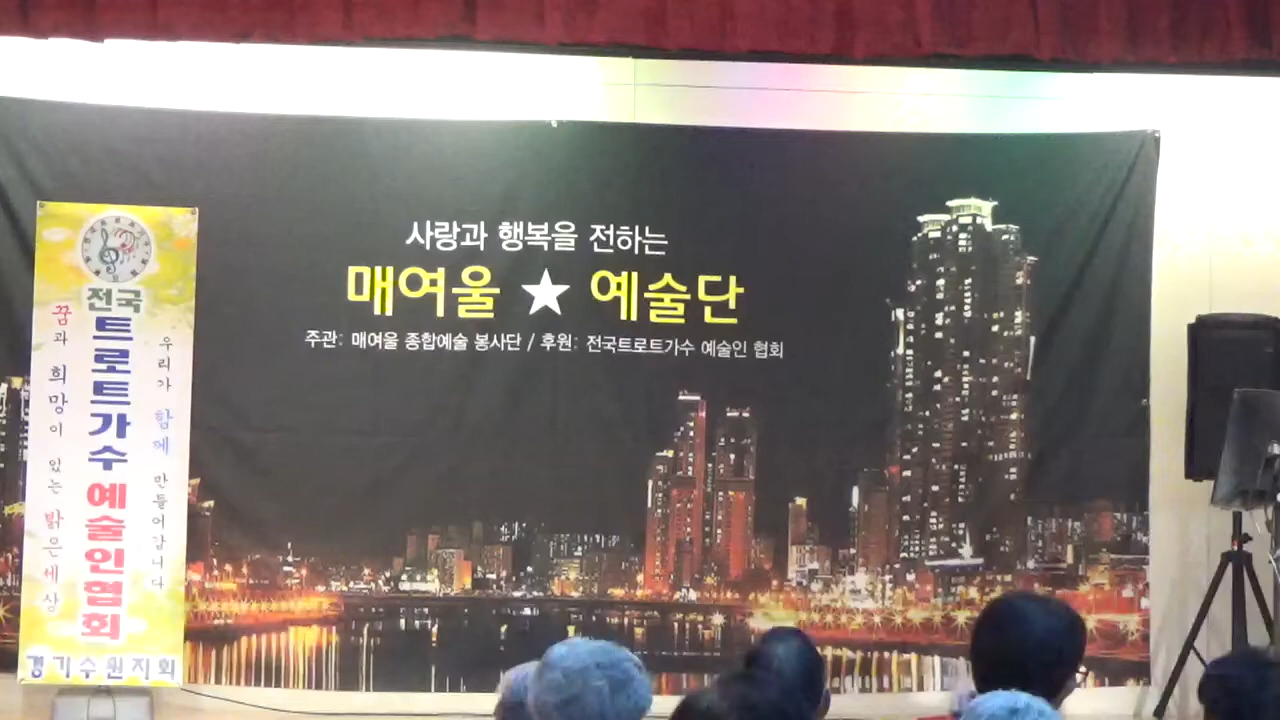 사랑과 행복을 전하는
매여울 ★ 예술단
주관: 매여울 종합예술 봉사단 / 후원: 전국트로트가수 예술인 협회
전국
트로트가수 예술인협회
꿈과 희망이 있는 밝은세상
우리가 함께 만들어갑니다
경기수원지회